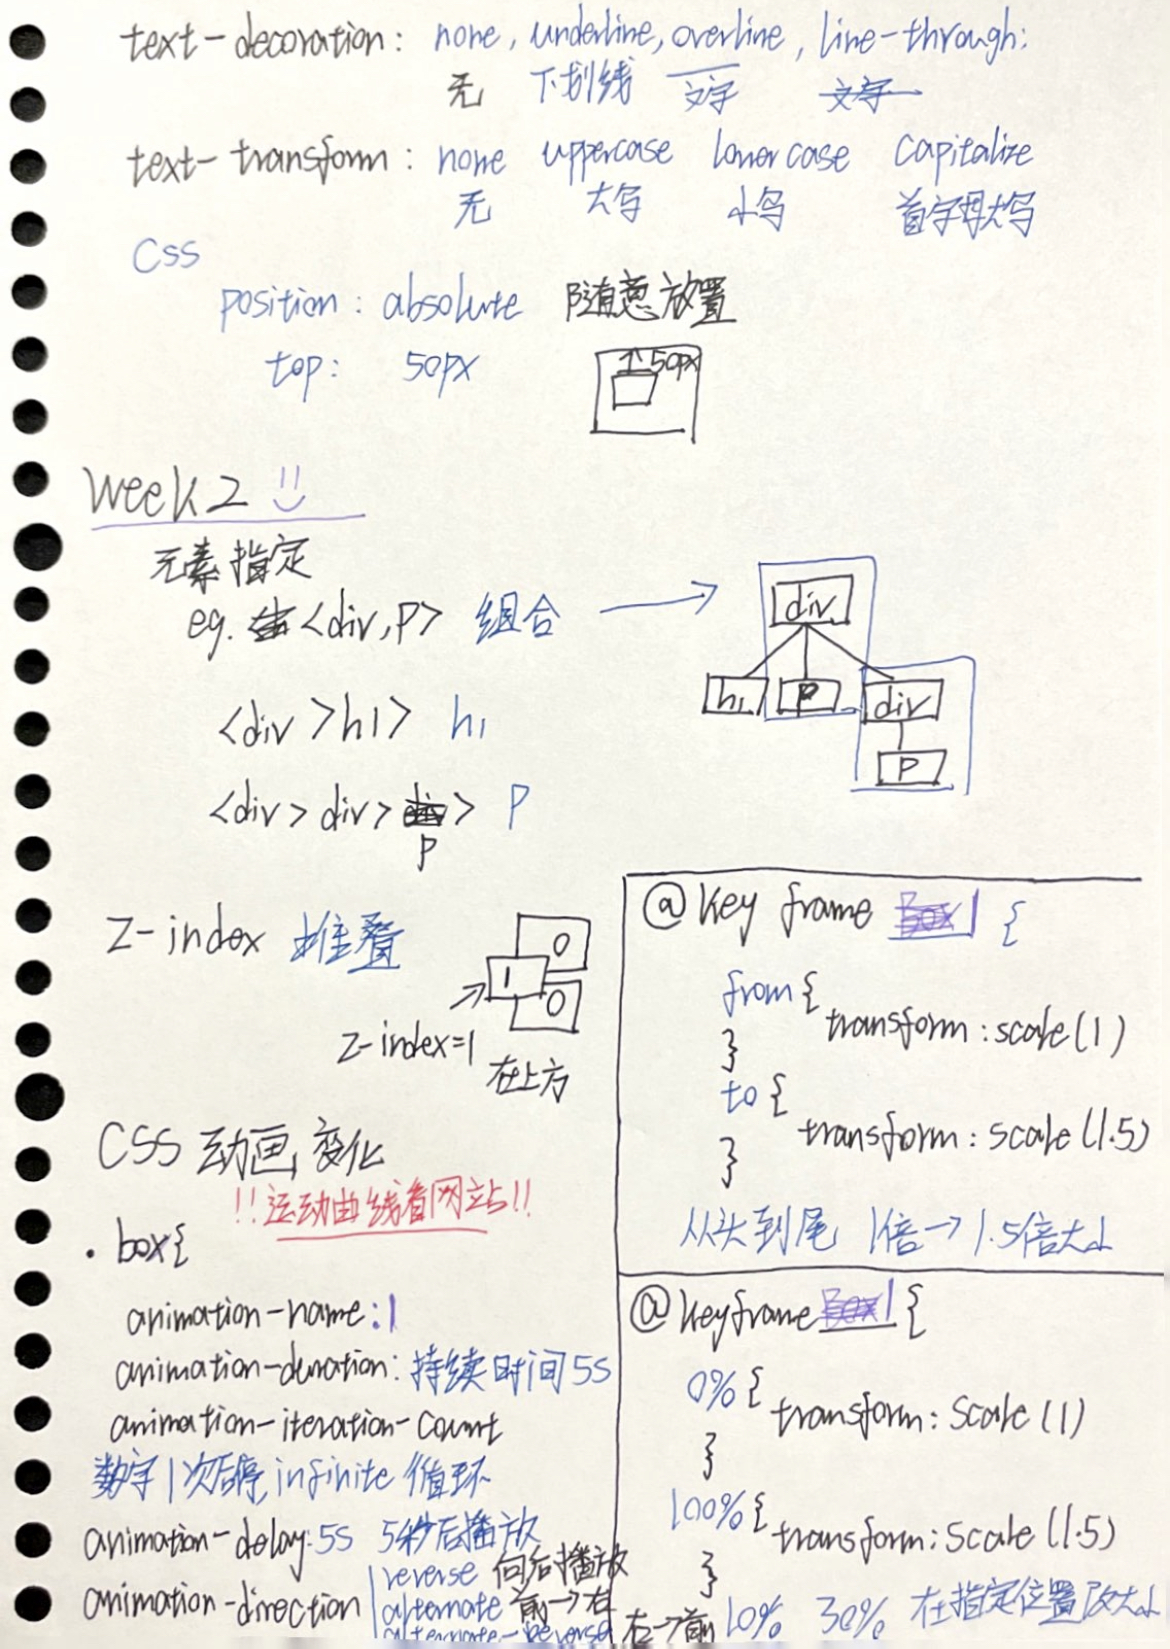 text-decoration: none, underline, overline, line-through;
无 下划线 文字 文字
text-transform: none uppercase lowercase capitalize
无 大写 小写 首字母大写
CSS
position: absolute 随意放置
top: 50px
50px
Week2
元素指定
eg. <div,p> 组合
div
h1 p div
p
<div>h1> h1
<div>div> p> p
z-index 堆叠
0
1
0
z-index=1
在上方
CSS 动画,变化
!!运动曲线看网站!!
.box{
animation-name:1
animation-duration: 持续时间5s
animation-iteration-count
数字1次后停,infinite 循环
animation-delay:5s 5秒后播放
animation-direction
reverse 向后播放
alternate 前→右
alternate-reverse 右→前
@key frame 1 {
from{
transform:scale(1)
}
to{
transform:scale(1.5)
}
从头到尾 1倍→1.5倍大小
@keyframe 1 {
0%{
transform:scale(1)
}
100%{
transform:scale(1.5)
}
10% 30% 在指定位置改大小